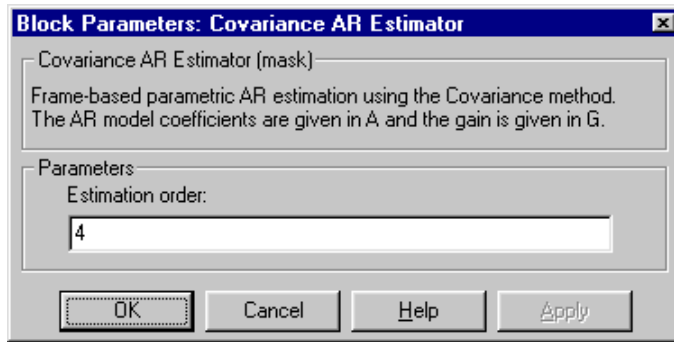 Block Parameters: Covariance AR Estimator
Covariance AR Estimator (mask)
Frame-based parametric AR estimation using the Covariance method.
The AR model coefficients are given in A and the gain is given in G.
Parameters
Estimation order:
4
OK Cancel Help Apply